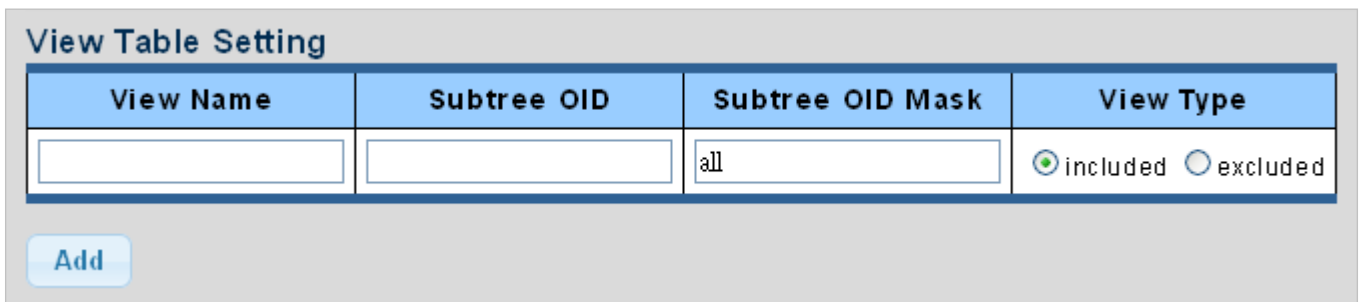 View Table Setting
View Name Subtree OID Subtree OID Mask View Type
all included excluded
Add